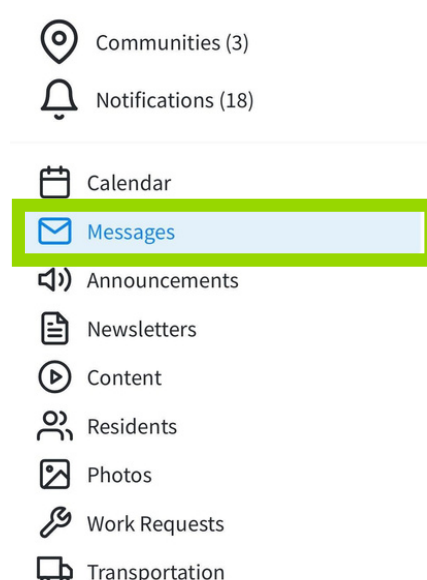 Communities (3)
Notifications (18)
Calendar
Messages
Announcements
Newsletters
Content
Residents
Photos
Work Requests
Transportation